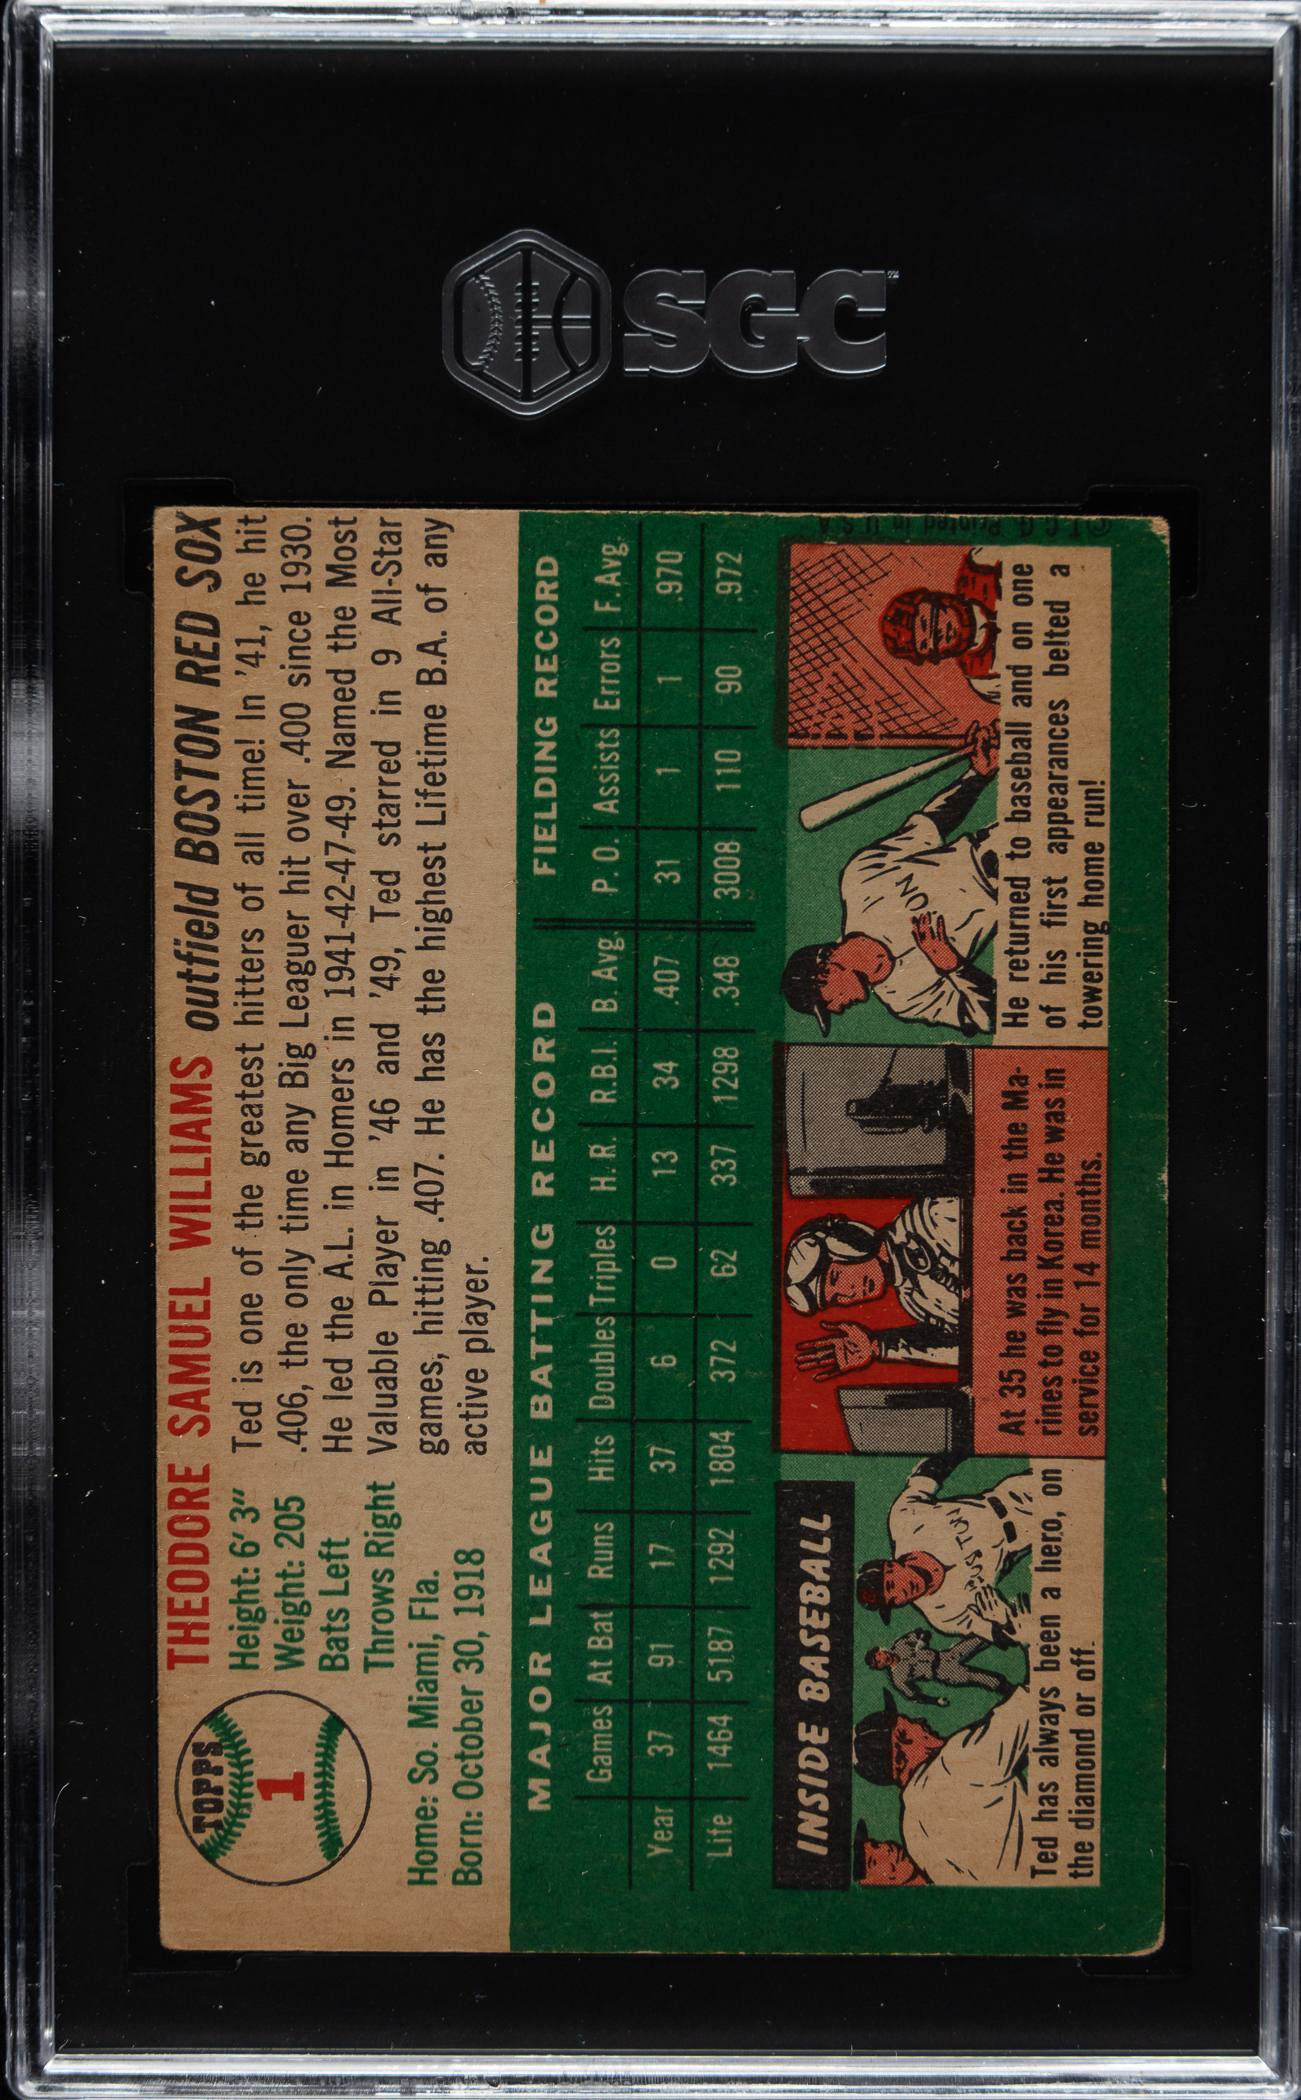 SGC
TOPPS
1
THEODORE SAMUEL WILLIAMS outfield BOSTON RED SOX
Height: 6' 3"
Weight: 205
Bats Left
Throws Right
Home: So. Miami, Fla.
Born: October 30, 1918
Ted is one of the greatest hitters of all time! In '41, he hit
.406, the only time any Big Leaguer hit over .400 since 1930.
He led the A.L. in Homers in 1941-42-47-49. Named the Most
Valuable Player in '46 and '49, Ted starred in 9 All-Star
games, hitting .407. He has the highest Lifetime B.A. of any
active player.
MAJOR LEAGUE BATTING RECORD FIELDING RECORD
Games At Bat Runs Hits Doubles Triples H. R. R.B.I. B. Avg. P. O. Assists Errors F. Avg.
Year 37 91 17 37 6 0 13 34 .407 31 1 1 .970
Life 1464 5187 1292 1804 372 62 337 1298 .348 3008 110 90 .972
INSIDE BASEBALL
Ted has always been a hero, on
the diamond or off.
At 35 he was back in the Ma-
rines to fly in Korea. He was in
service for 14 months.
He returned to baseball and on one
of his first appearances belted a
towering home run!
©T. C. G. Printed in U S A